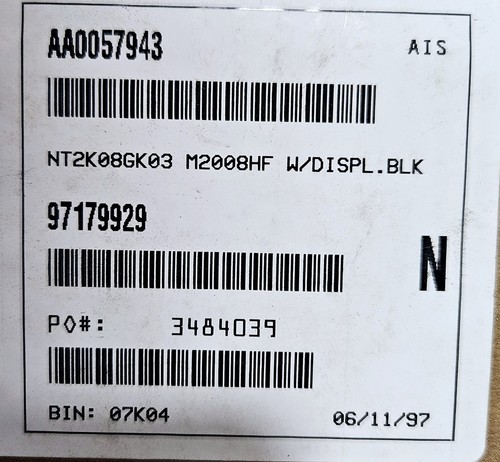 AA0057943 AIS
NT2K08GK03 M2008HF W/DISPL.BLK
97179929
N
PO#: 3484039
BIN: 07K04 06/11/97